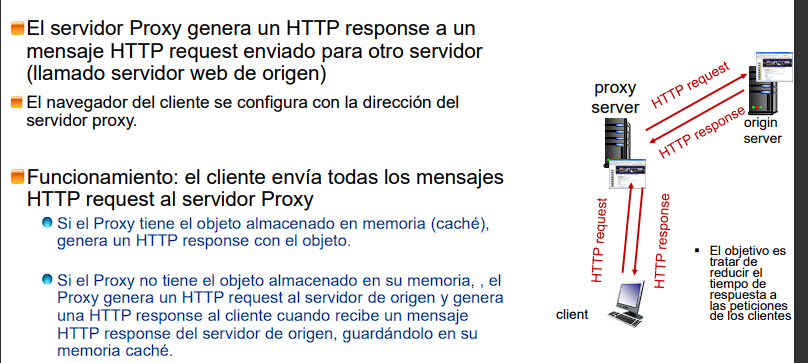 El servidor Proxy genera un HTTP response a un
mensaje HTTP request enviado para otro servidor
(llamado servidor web de origen)
El navegador del cliente se configura con la dirección del
servidor proxy.
Funcionamiento: el cliente envía todas los mensajes
HTTP request al servidor Proxy
Si el Proxy tiene el objeto almacenado en memoria (caché),
genera un HTTP response con el objeto.
Si el Proxy no tiene el objeto almacenado en su memoria, , el
Proxy genera un HTTP request al servidor de origen y genera
una HTTP response al cliente cuando recibe un mensaje
HTTP response del servidor de origen, guardándolo en su
memoria caché.
proxy
server
HTTP request
HTTP response
origin
server
HTTP request
HTTP response
client
El objetivo es
tratar de
reducir el
tiempo de
respuesta a
las peticiones
de los clientes